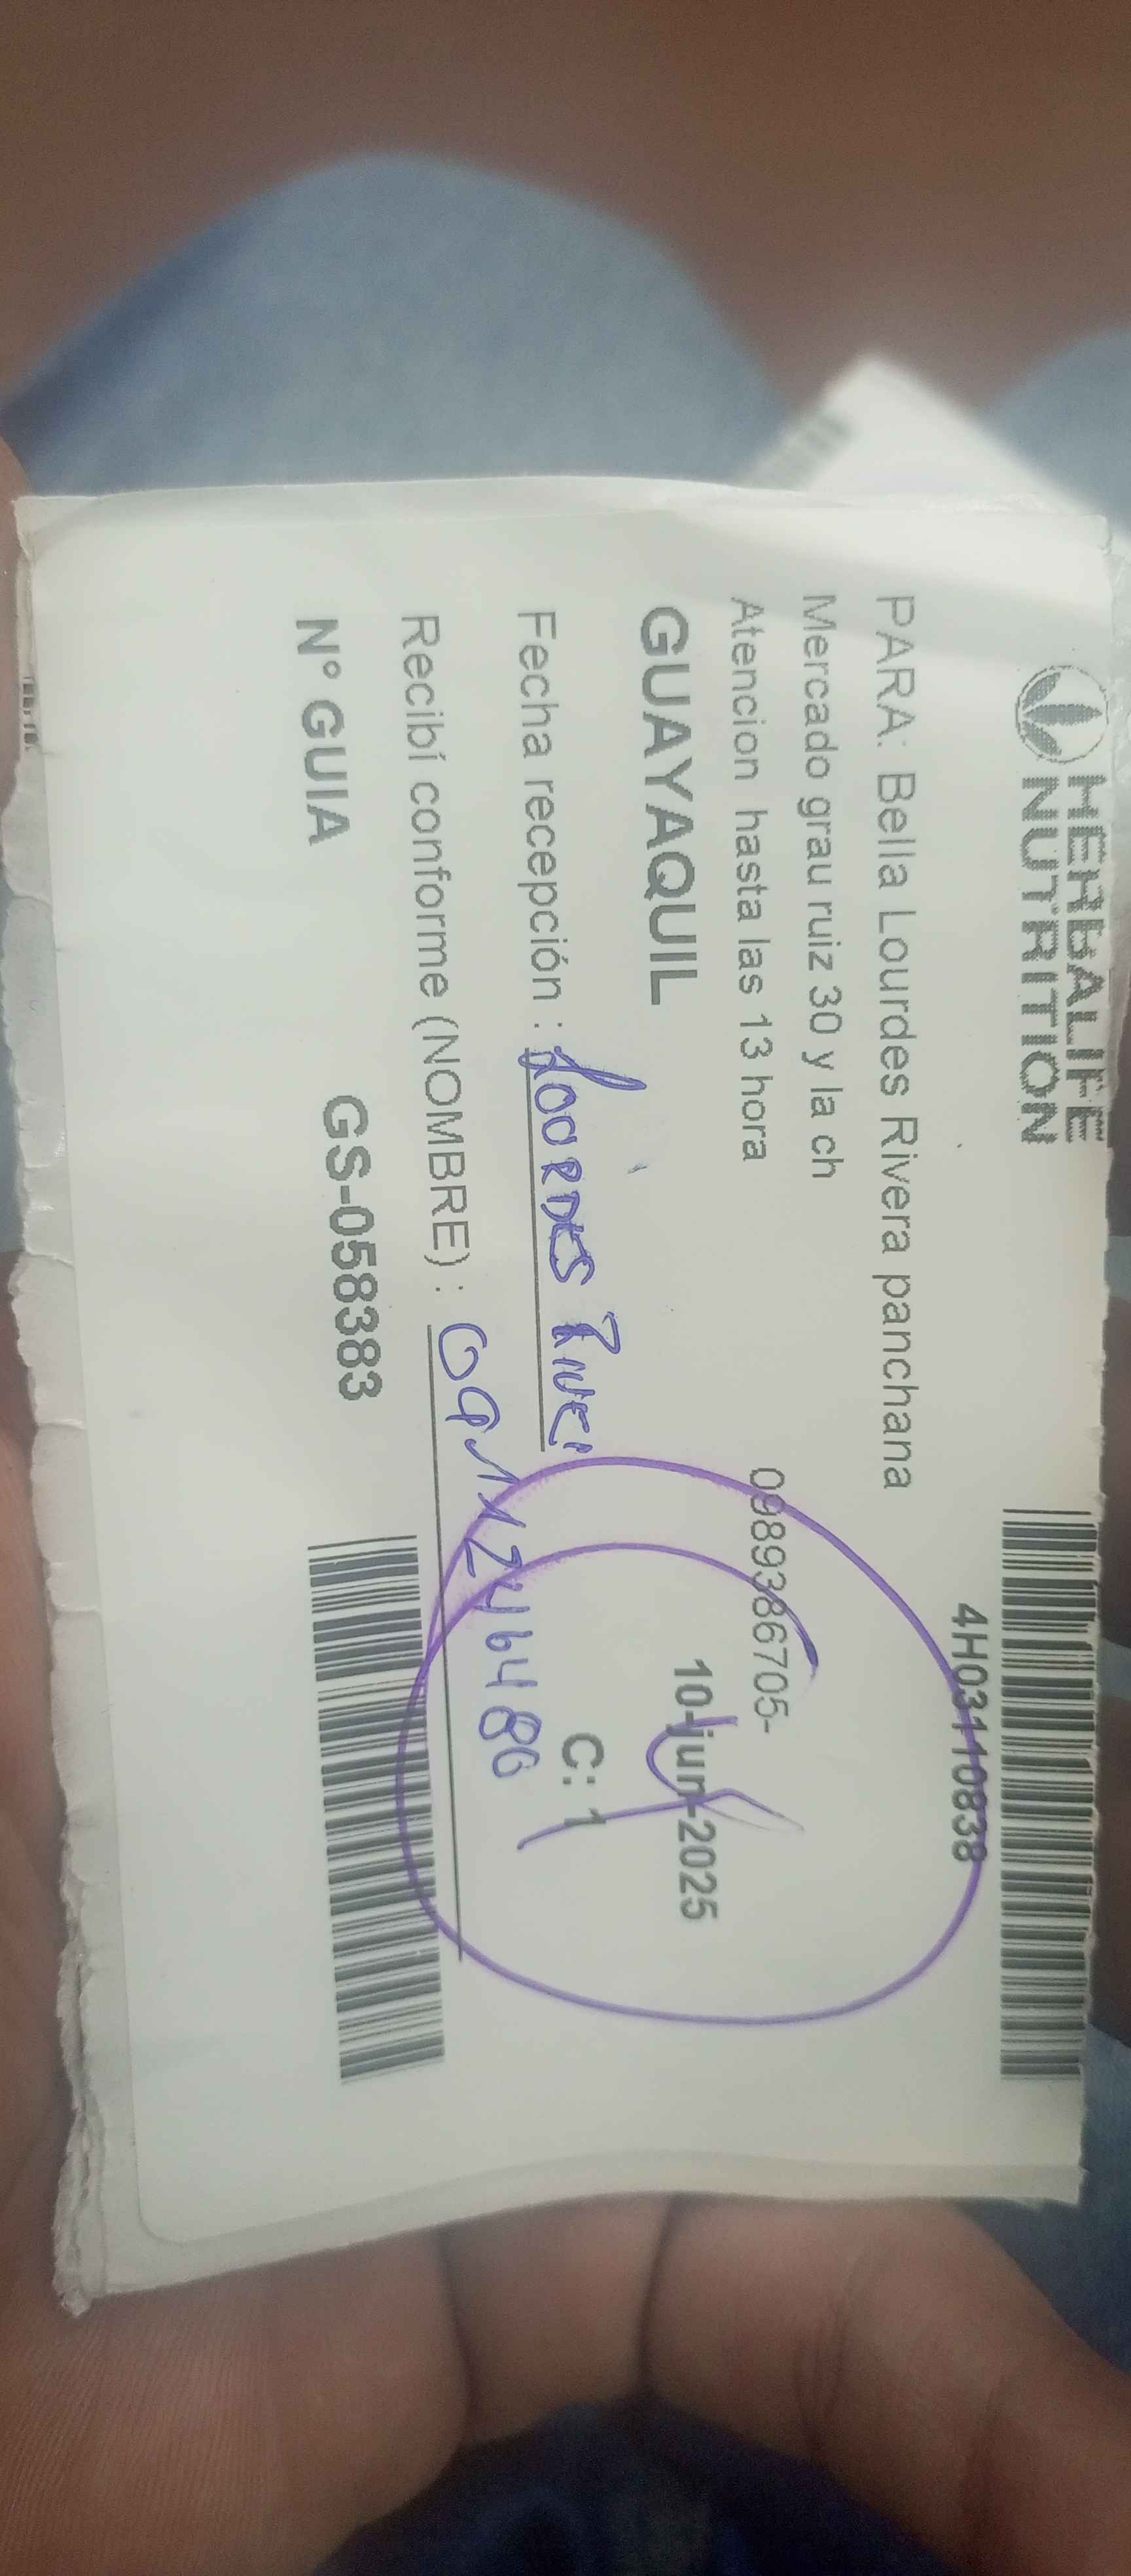 HERBALIFE
NUTRITION
4H03110838
PARA: Bella Lourdes Rivera panchana
Mercado grau ruiz 30 y la ch
Atencion hasta las 13 hora
0989386705-
GUAYAQUIL
10-jun-2025
Fecha recepción : Lourdes
C: 1
Recibí conforme (NOMBRE) :
N° GUIA
GS-058383